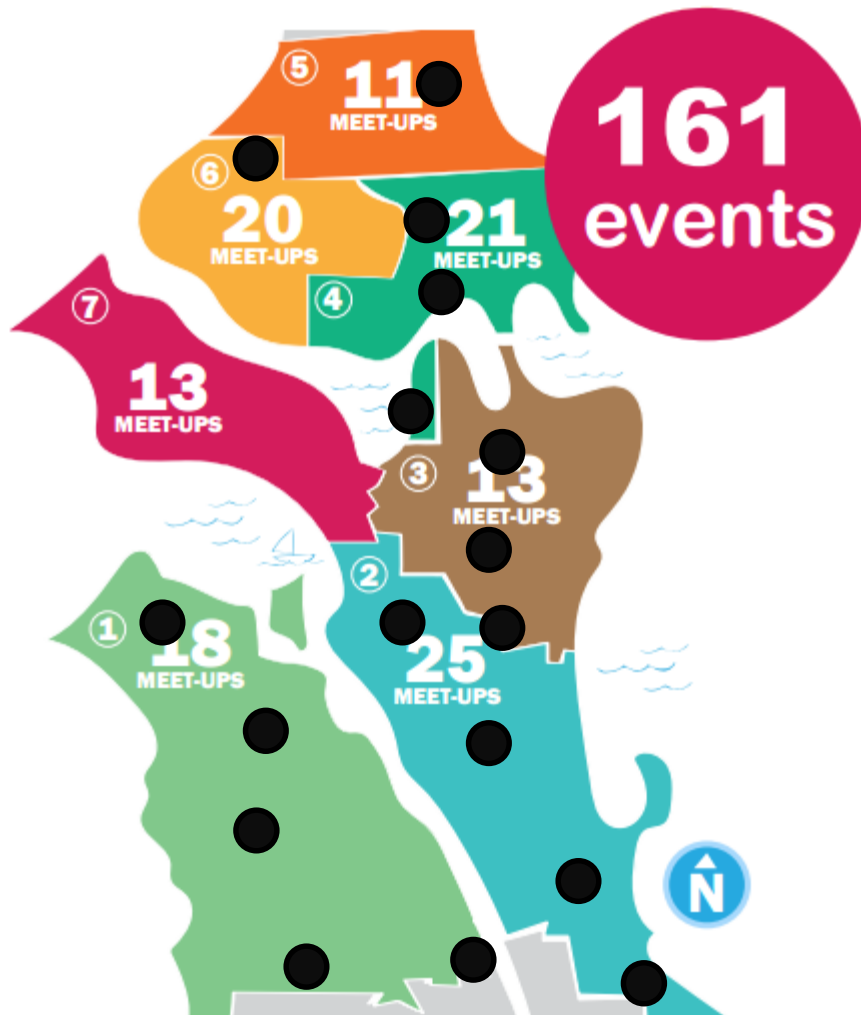 161
events
⑤
11
MEET-UPS
⑥
20
MEET-UPS
21
MEET-UPS
④
⑦
13
MEET-UPS
③
13
MEET-UPS
②
25
MEET-UPS
①
18
MEET-UPS
N